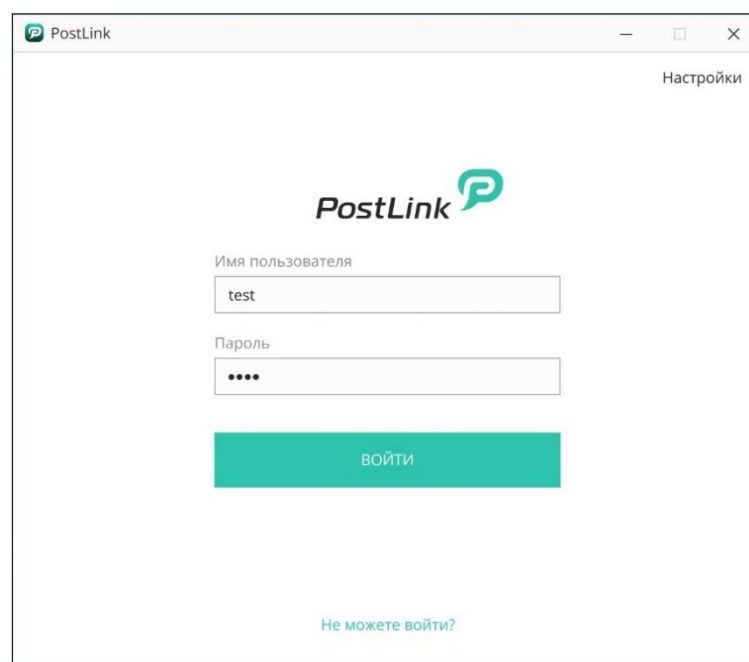 PostLink
Настройки
PostLink
Имя пользователя
test
Пароль
••••
ВОЙТИ
Не можете войти?